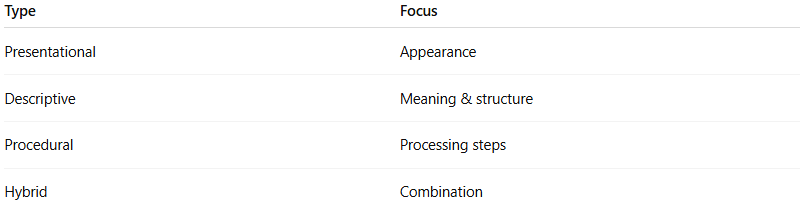 Type Focus
Presentational Appearance
Descriptive Meaning & structure
Procedural Processing steps
Hybrid Combination